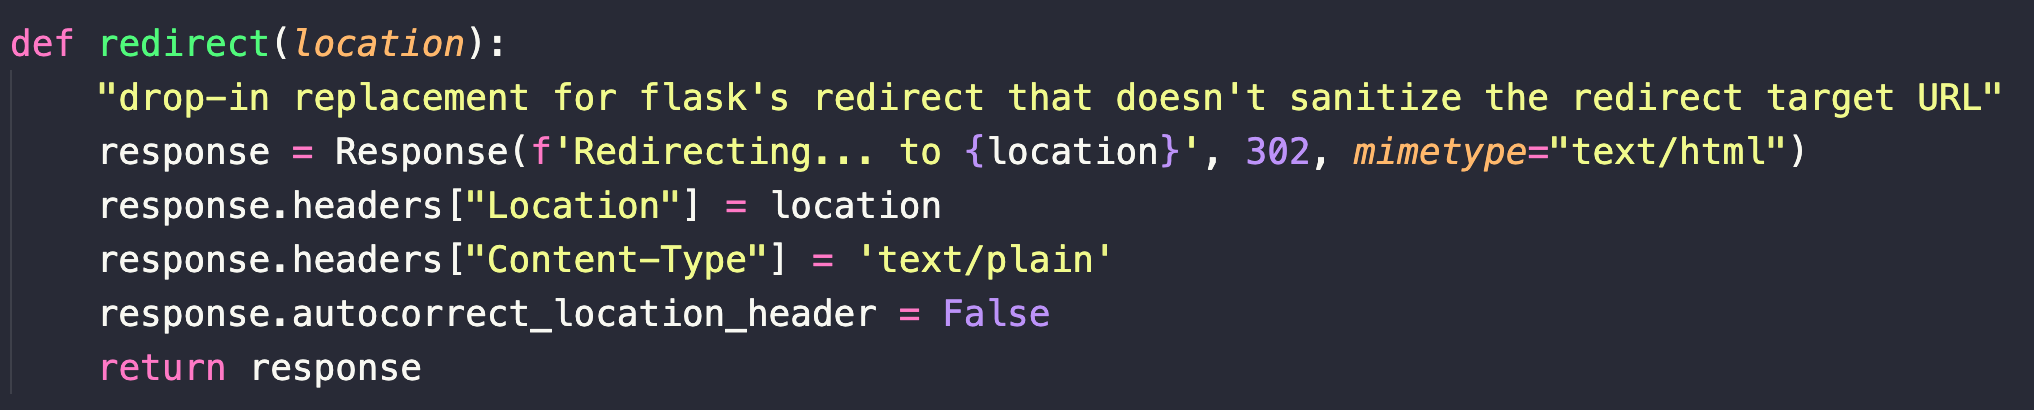 def redirect(location):
    "drop-in replacement for flask's redirect that doesn't sanitize the redirect target URL"
    response = Response(f'Redirecting... to {location}', 302, mimetype="text/html")
    response.headers["Location"] = location
    response.headers["Content-Type"] = 'text/plain'
    response.autocorrect_location_header = False
    return response